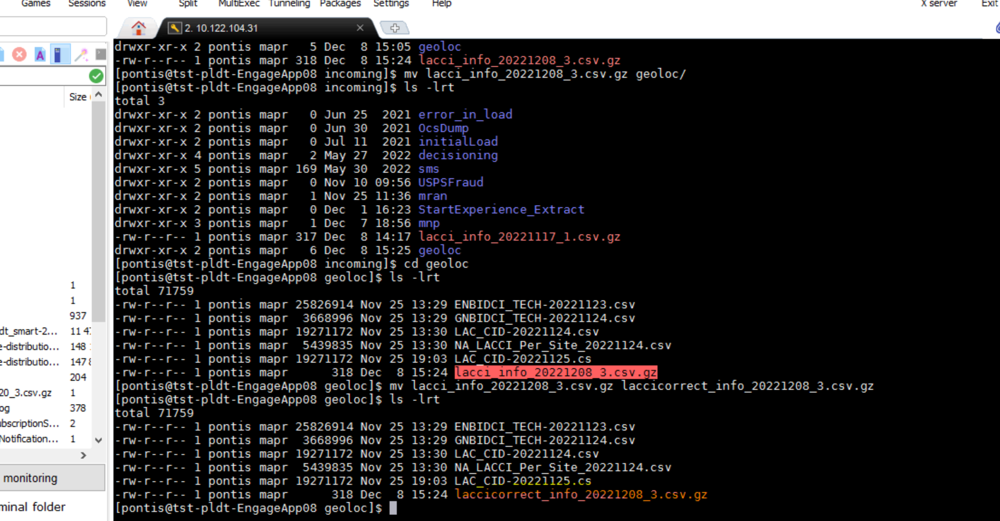 Games Sessions View Split MultiExec Tunneling Packages Settings Help X server Exit
2. 10.122.104.31
Size
1
1
937
dt_smart-2... 11 4
e-distributio... 148
e-distributio... 147
204
20_3.csv.gz 1
og 378
ubscriptionS... 2
Notification... 1
monitoring
minal folder
drwxr-xr-x 2 pontis mapr 5 Dec 8 15:05 geoloc
-rw-r--r-- 1 pontis mapr 318 Dec 8 15:24 lacci_info_20221208_3.csv.gz
[pontis@tst-pldt-EngageApp08 incoming]$ mv lacci_info_20221208_3.csv.gz geoloc/
[pontis@tst-pldt-EngageApp08 incoming]$ ls -lrt
total 3
drwxr-xr-x 2 pontis mapr 0 Jun 25 2021 error_in_load
drwxr-xr-x 2 pontis mapr 0 Jun 30 2021 OcsDump
drwxr-xr-x 2 pontis mapr 0 Jul 11 2021 initialLoad
drwxr-xr-x 4 pontis mapr 2 May 27 2022 decisioning
drwxr-xr-x 5 pontis mapr 169 May 30 2022 sms
drwxr-xr-x 2 pontis mapr 0 Nov 10 09:56 USPSFraud
drwxr-xr-x 2 pontis mapr 1 Nov 25 11:36 mran
drwxr-xr-x 2 pontis mapr 0 Dec 1 16:23 StartExperience_Extract
drwxr-xr-x 3 pontis mapr 1 Dec 7 18:56 mnp
-rw-r--r-- 1 pontis mapr 317 Dec 8 14:17 lacci_info_20221117_1.csv.gz
drwxr-xr-x 2 pontis mapr 6 Dec 8 15:25 geoloc
[pontis@tst-pldt-EngageApp08 incoming]$ cd geoloc
[pontis@tst-pldt-EngageApp08 geoloc]$ ls -lrt
total 71759
-rw-r--r-- 1 pontis mapr 25826914 Nov 25 13:29 ENBIDCI_TECH-20221123.csv
-rw-r--r-- 1 pontis mapr 3668996 Nov 25 13:29 GNBIDCI_TECH-20221124.csv
-rw-r--r-- 1 pontis mapr 19271172 Nov 25 13:30 LAC_CID-20221124.csv
-rw-r--r-- 1 pontis mapr 5439835 Nov 25 13:30 NA_LACCI_Per_Site_20221124.csv
-rw-r--r-- 1 pontis mapr 19271172 Nov 25 19:03 LAC_CID-20221125.cs
-rw-r--r-- 1 pontis mapr 318 Dec 8 15:24 lacci_info_20221208_3.csv.gz
[pontis@tst-pldt-EngageApp08 geoloc]$ mv lacci_info_20221208_3.csv.gz laccicorrect_info_20221208_3.csv.gz
[pontis@tst-pldt-EngageApp08 geoloc]$ ls -lrt
total 71759
-rw-r--r-- 1 pontis mapr 25826914 Nov 25 13:29 ENBIDCI_TECH-20221123.csv
-rw-r--r-- 1 pontis mapr 3668996 Nov 25 13:29 GNBIDCI_TECH-20221124.csv
-rw-r--r-- 1 pontis mapr 19271172 Nov 25 13:30 LAC_CID-20221124.csv
-rw-r--r-- 1 pontis mapr 5439835 Nov 25 13:30 NA_LACCI_Per_Site_20221124.csv
-rw-r--r-- 1 pontis mapr 19271172 Nov 25 19:03 LAC_CID-20221125.cs
-rw-r--r-- 1 pontis mapr 318 Dec 8 15:24 laccicorrect_info_20221208_3.csv.gz
[pontis@tst-pldt-EngageApp08 geoloc]$